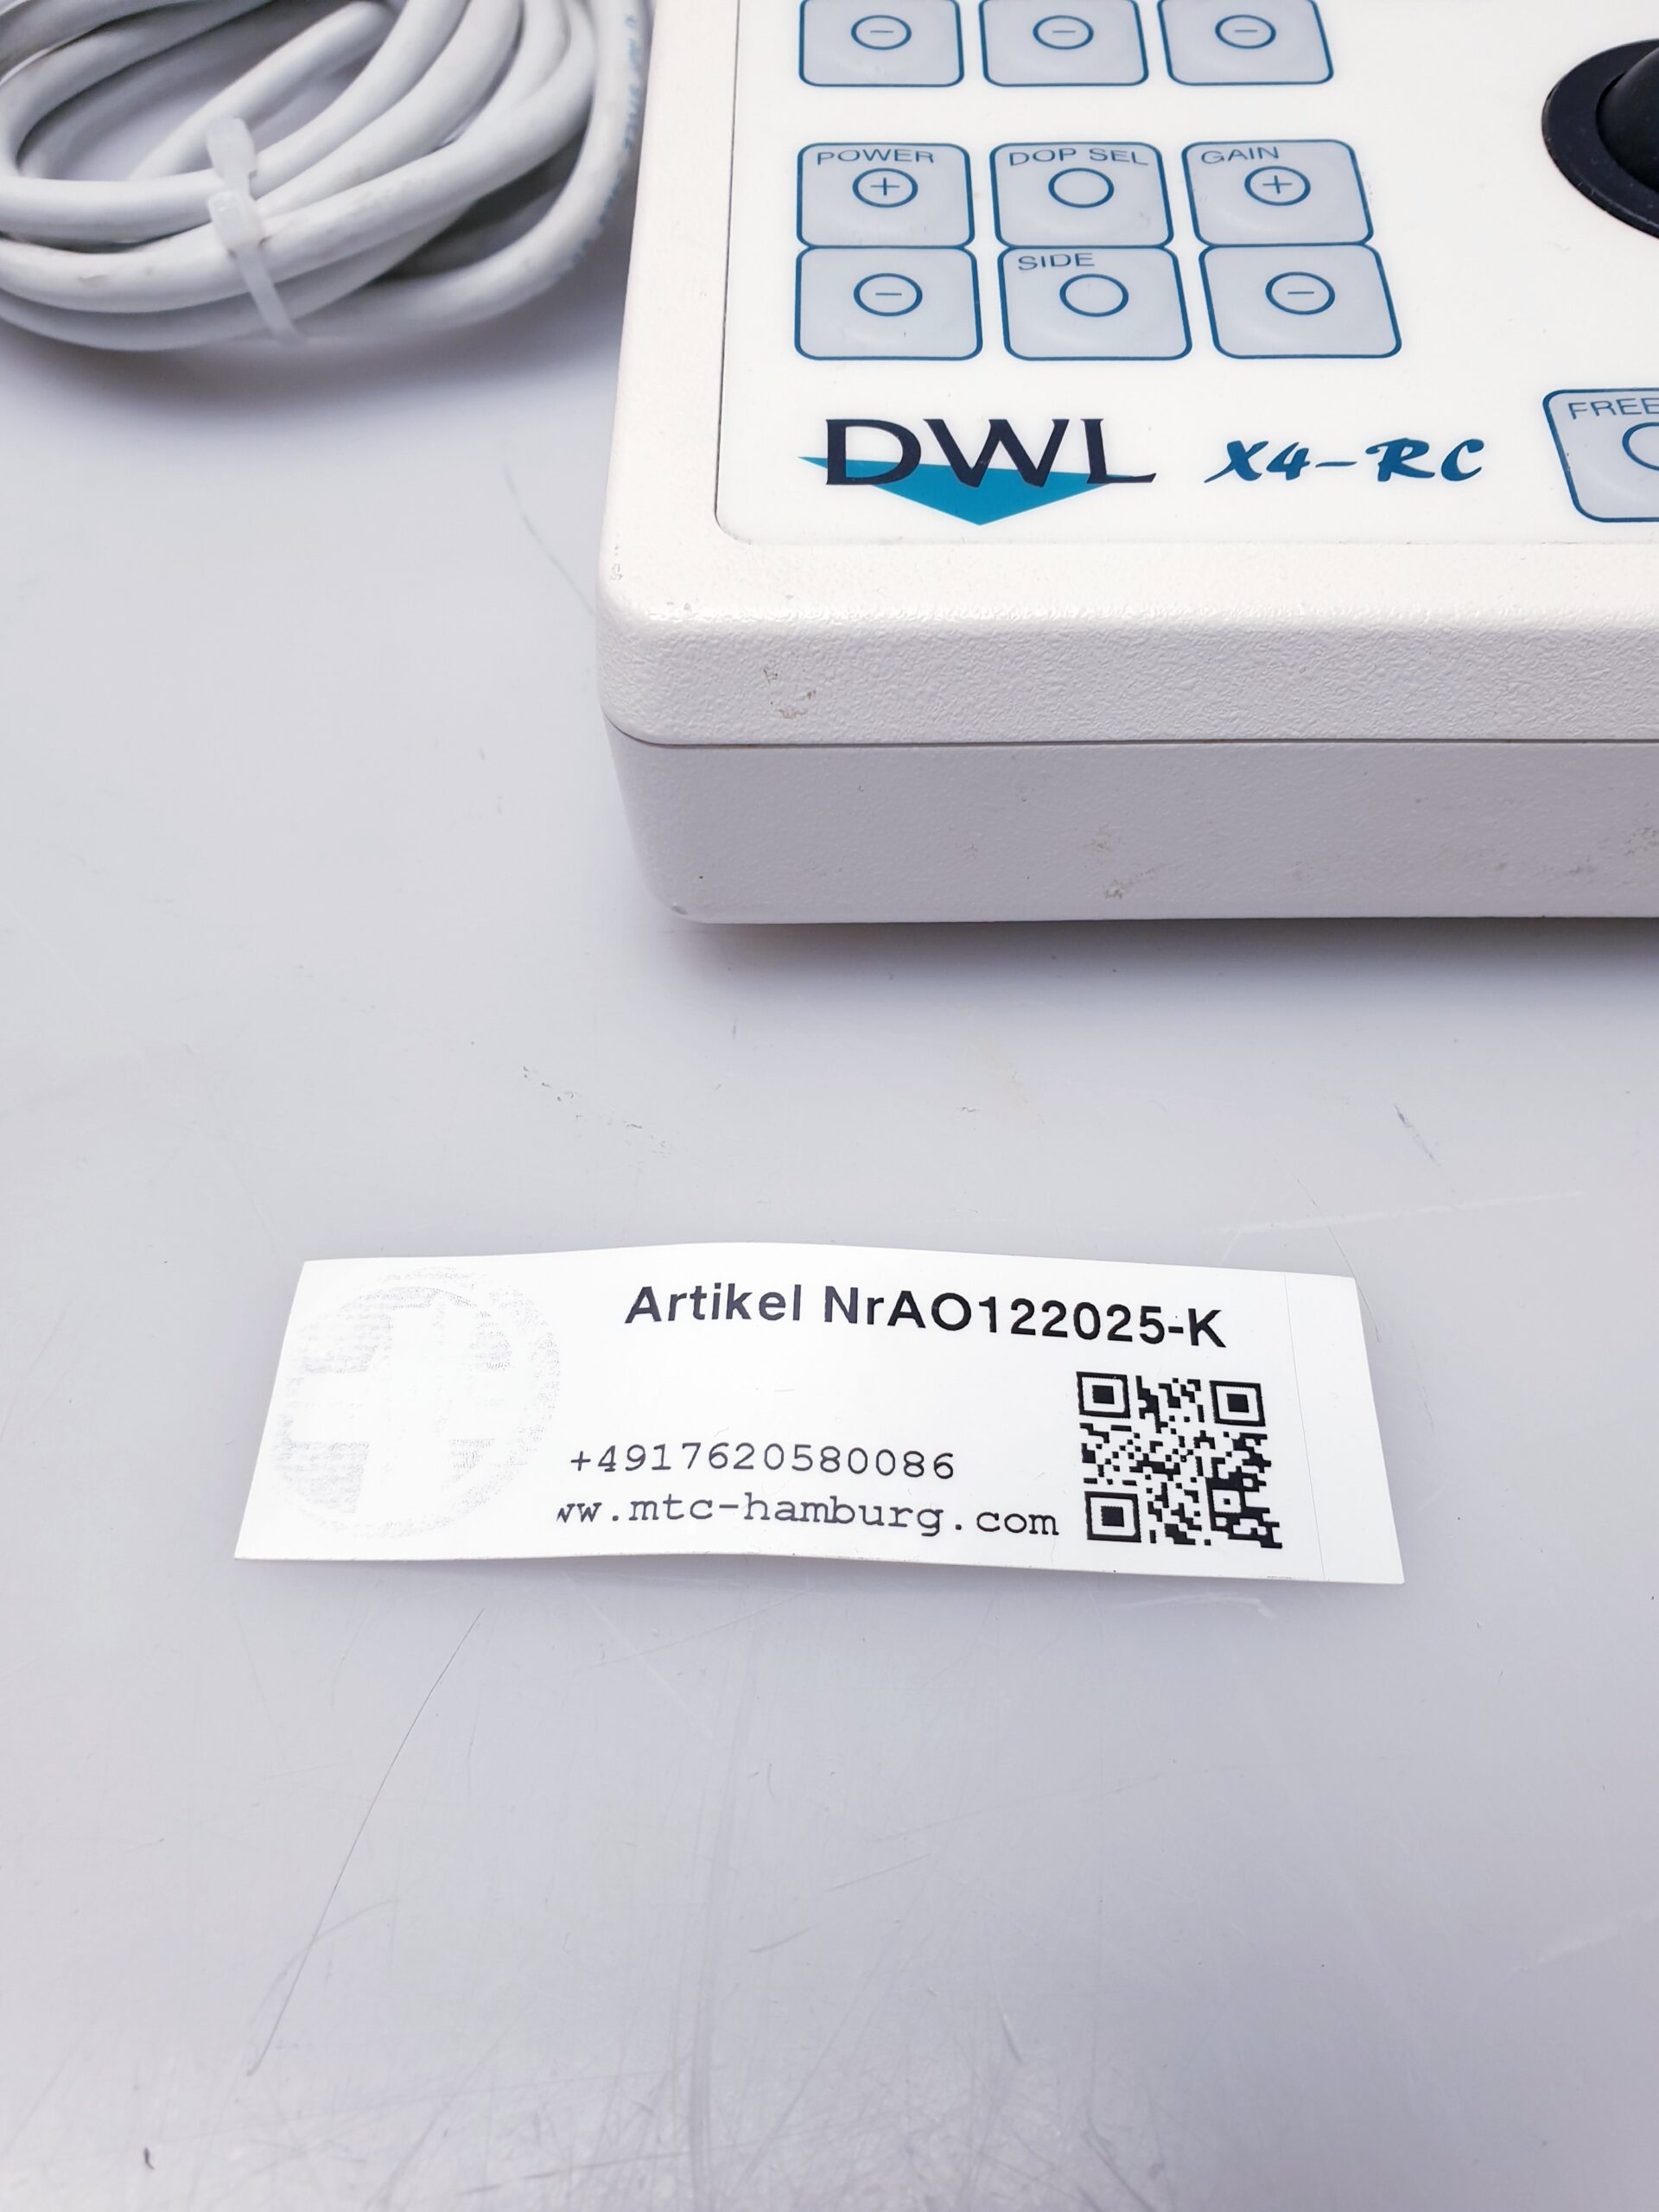 POWER DOP SEL GAIN
+ +
SIDE
DWL X4-RC
FREE
Artikel NrAO122025-K
+4917620580086
ww.mtc-hamburg.com